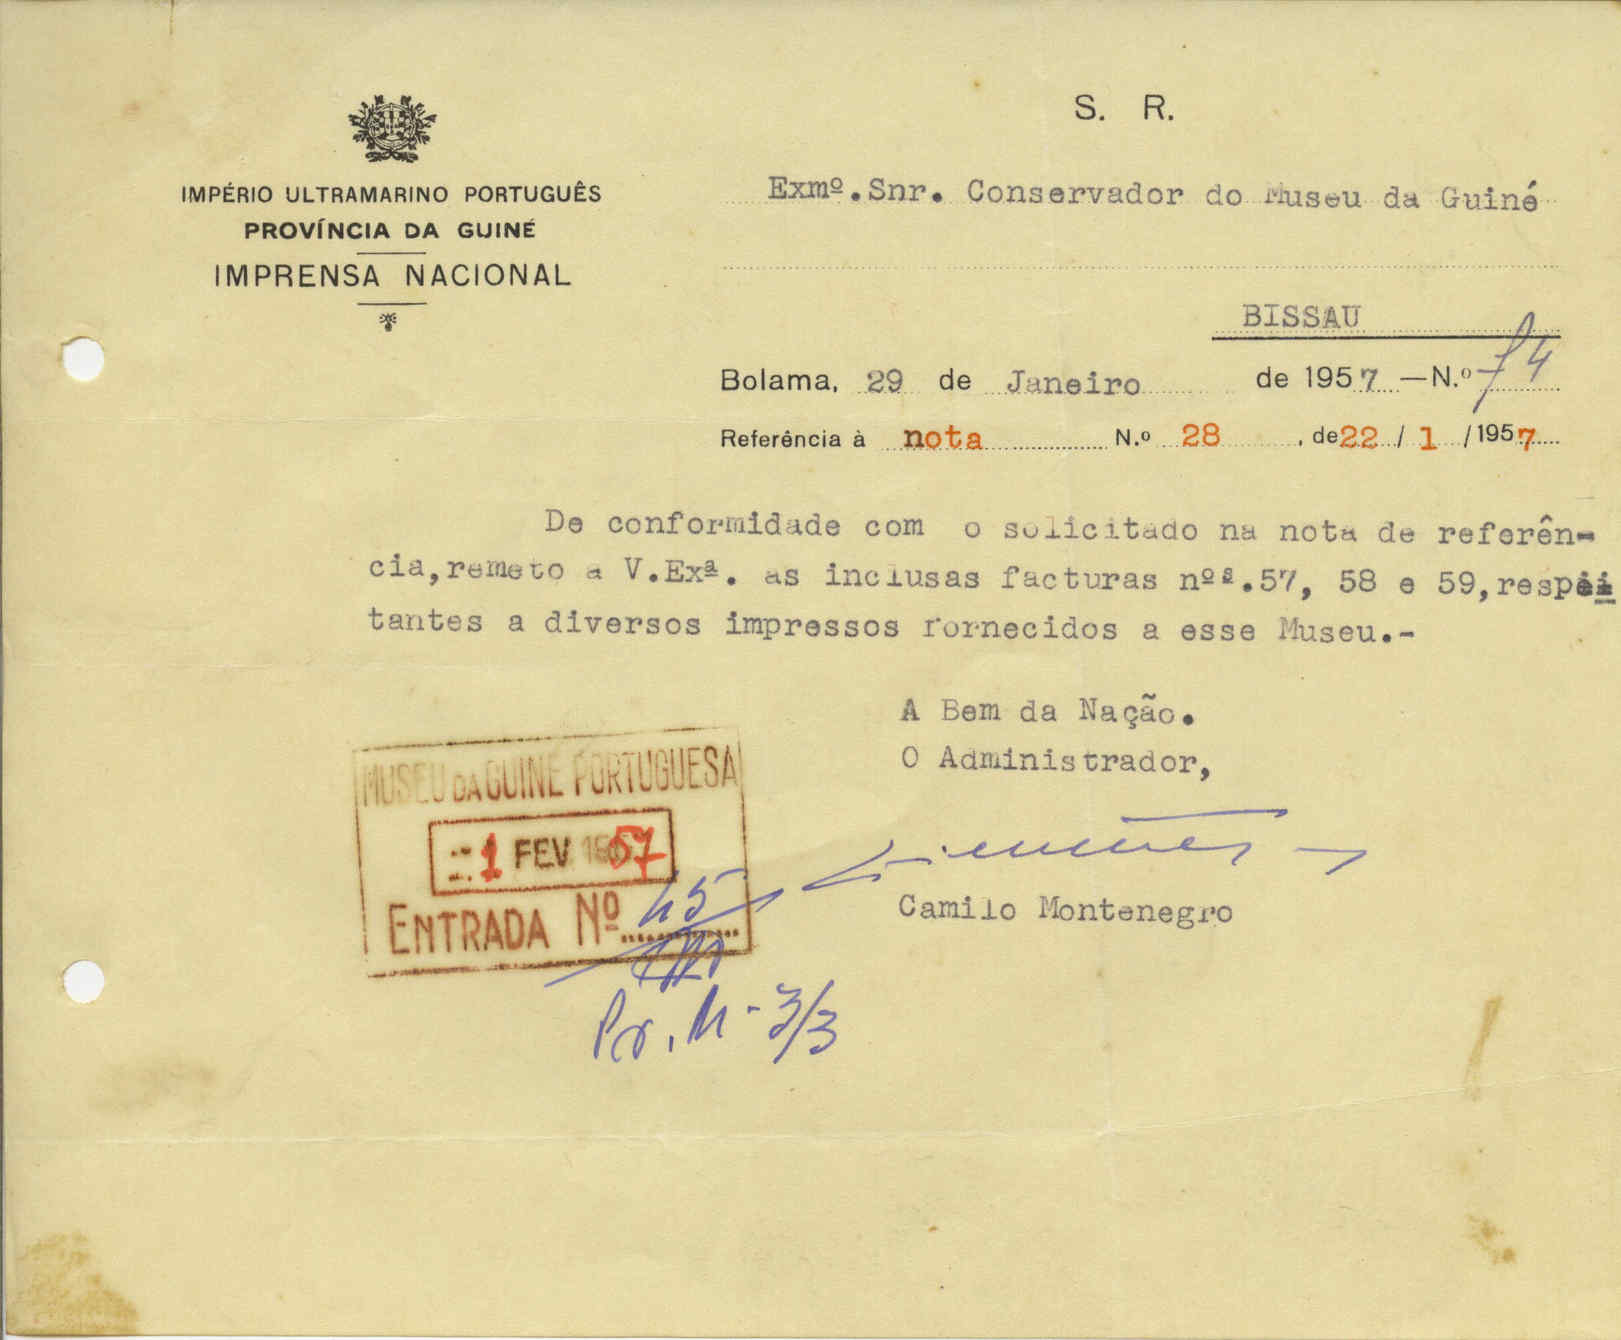 S. R.
IMPÉRIO ULTRAMARINO PORTUGUÊS
PROVÍNCIA DA GUINÉ
IMPRENSA NACIONAL
Exmº.Snr. Conservador do Museu da Guiné
BISSAU
Bolama, 29 de Janeiro de 1957 —N.º 74
Referência à nota N.º 28 , de 22 / 1 / 1957
De conformidade com o solicitado na nota de referên-
cia,remeto a V.Exª. as inclusas facturas nºs.57, 58 e 59,respei
tantes a diversos impressos fornecidos a esse Museu.-
A Bem da Nação.
O Administrador,
Camilo Montenegro
MUSEU DA GUINÉ PORTUGUESA
1 FEV 1957
ENTRADA Nº 45
Pr. M - 3/3